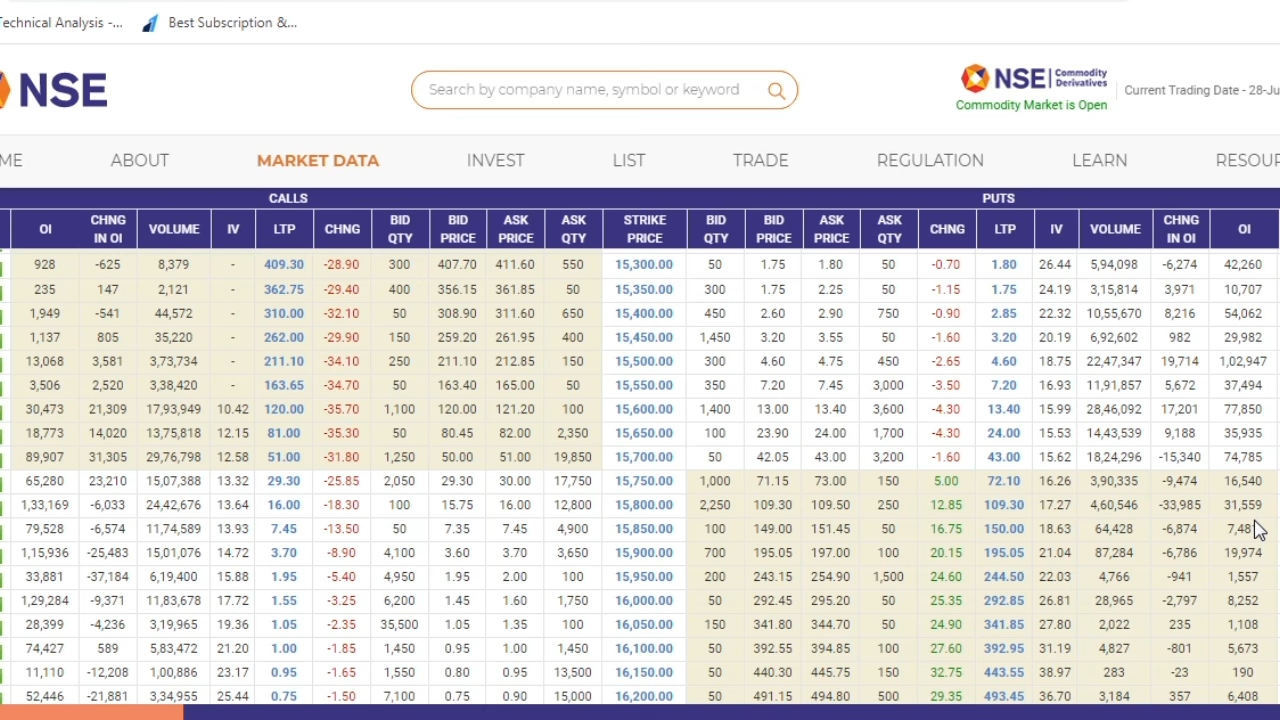 Technical Analysis -... Best Subscription &...
NSE Search by company name, symbol or keyword NSE Commodity Derivatives
Commodity Market is Open Current Trading Date - 28-Ju
ME ABOUT MARKET DATA INVEST LIST TRADE REGULATION LEARN RESOUR
CALLS PUTS
OI CHNG IN OI VOLUME IV LTP CHNG BID QTY BID PRICE ASK PRICE ASK QTY STRIKE PRICE BID QTY BID PRICE ASK PRICE ASK QTY CHNG LTP IV VOLUME CHNG IN OI OI
928 -625 8,379 - 409.30 -28.90 300 407.70 411.60 550 15,300.00 50 1.75 1.80 50 -0.70 1.80 26.44 5,94,098 -6,274 42,260
235 147 2,121 - 362.75 -29.40 400 356.15 361.85 50 15,350.00 300 1.75 2.25 50 -1.15 1.75 24.19 3,15,814 3,971 10,707
1,949 -541 44,572 - 310.00 -32.10 50 308.90 311.60 650 15,400.00 450 2.60 2.90 750 -0.90 2.85 22.32 10,55,670 8,216 54,062
1,137 805 35,220 - 262.00 -29.90 150 259.20 261.95 400 15,450.00 1,450 3.20 3.55 50 -1.60 3.20 20.19 6,92,602 982 29,982
13,068 3,581 3,73,734 - 211.10 -34.10 250 211.10 212.85 150 15,500.00 300 4.60 4.75 450 -2.65 4.60 18.75 22,47,347 19,714 1,02,947
3,506 2,520 3,38,420 - 163.65 -34.70 50 163.40 165.00 50 15,550.00 350 7.20 7.45 3,000 -3.50 7.20 16.93 11,91,857 5,672 37,494
30,473 21,309 17,93,949 10.42 120.00 -35.70 1,100 120.00 121.20 100 15,600.00 1,400 13.00 13.40 3,600 -4.30 13.40 15.99 28,46,092 17,201 77,850
18,773 14,020 13,75,818 12.15 81.00 -35.30 50 80.45 82.00 2,350 15,650.00 100 23.90 24.00 1,700 -4.30 24.00 15.53 14,43,539 9,188 35,935
89,907 31,305 29,76,798 12.58 51.00 -31.80 1,250 50.00 51.00 19,850 15,700.00 50 42.05 43.00 3,200 -1.60 43.00 15.62 18,24,296 -15,340 74,785
65,280 23,210 15,07,388 13.32 29.30 -25.85 2,050 29.30 30.00 17,750 15,750.00 1,000 71.15 73.00 150 5.00 72.10 16.26 3,90,335 -9,474 16,540
1,33,169 -6,033 24,42,676 13.64 16.00 -18.30 100 15.75 16.00 12,800 15,800.00 2,250 109.30 109.50 250 12.85 109.30 17.27 4,60,546 -33,985 31,559
79,528 -6,574 11,74,589 13.93 7.45 -13.50 50 7.35 7.45 4,900 15,850.00 100 149.00 151.45 50 16.75 150.00 18.63 64,428 -6,874
1,15,936 -25,483 15,01,076 14.72 3.70 -8.90 4,100 3.60 3.70 3,650 15,900.00 700 195.05 197.00 100 20.15 195.05 21.04 87,284 -6,786 19,974
33,881 -37,184 6,19,400 15.88 1.95 -5.40 4,950 1.95 2.00 100 15,950.00 200 243.15 254.90 1,500 24.60 244.50 22.03 4,766 -941 1,557
1,29,284 -9,371 11,83,678 17.72 1.55 -3.25 6,200 1.45 1.60 1,750 16,000.00 50 292.45 295.20 50 25.35 292.85 26.81 28,965 -2,797 8,252
28,399 -4,236 3,19,965 19.36 1.05 -2.35 35,500 1.05 1.35 100 16,050.00 150 341.80 344.70 50 24.90 341.85 27.80 2,022 235 1,108
74,427 589 5,83,472 21.20 1.00 -1.85 1,450 0.95 1.00 1,450 16,100.00 50 392.55 394.85 100 27.60 392.95 31.19 4,827 -801 5,673
11,110 -12,208 1,00,886 23.17 0.95 -1.65 1,550 0.80 0.95 13,500 16,150.00 50 440.30 445.75 150 32.75 443.55 38.97 283 -23 190
52,446 -21,881 3,34,955 25.44 0.75 -1.50 7,100 0.75 0.90 15,000 16,200.00 50 491.15 494.80 500 29.35 493.45 36.70 3,184 357 6,408